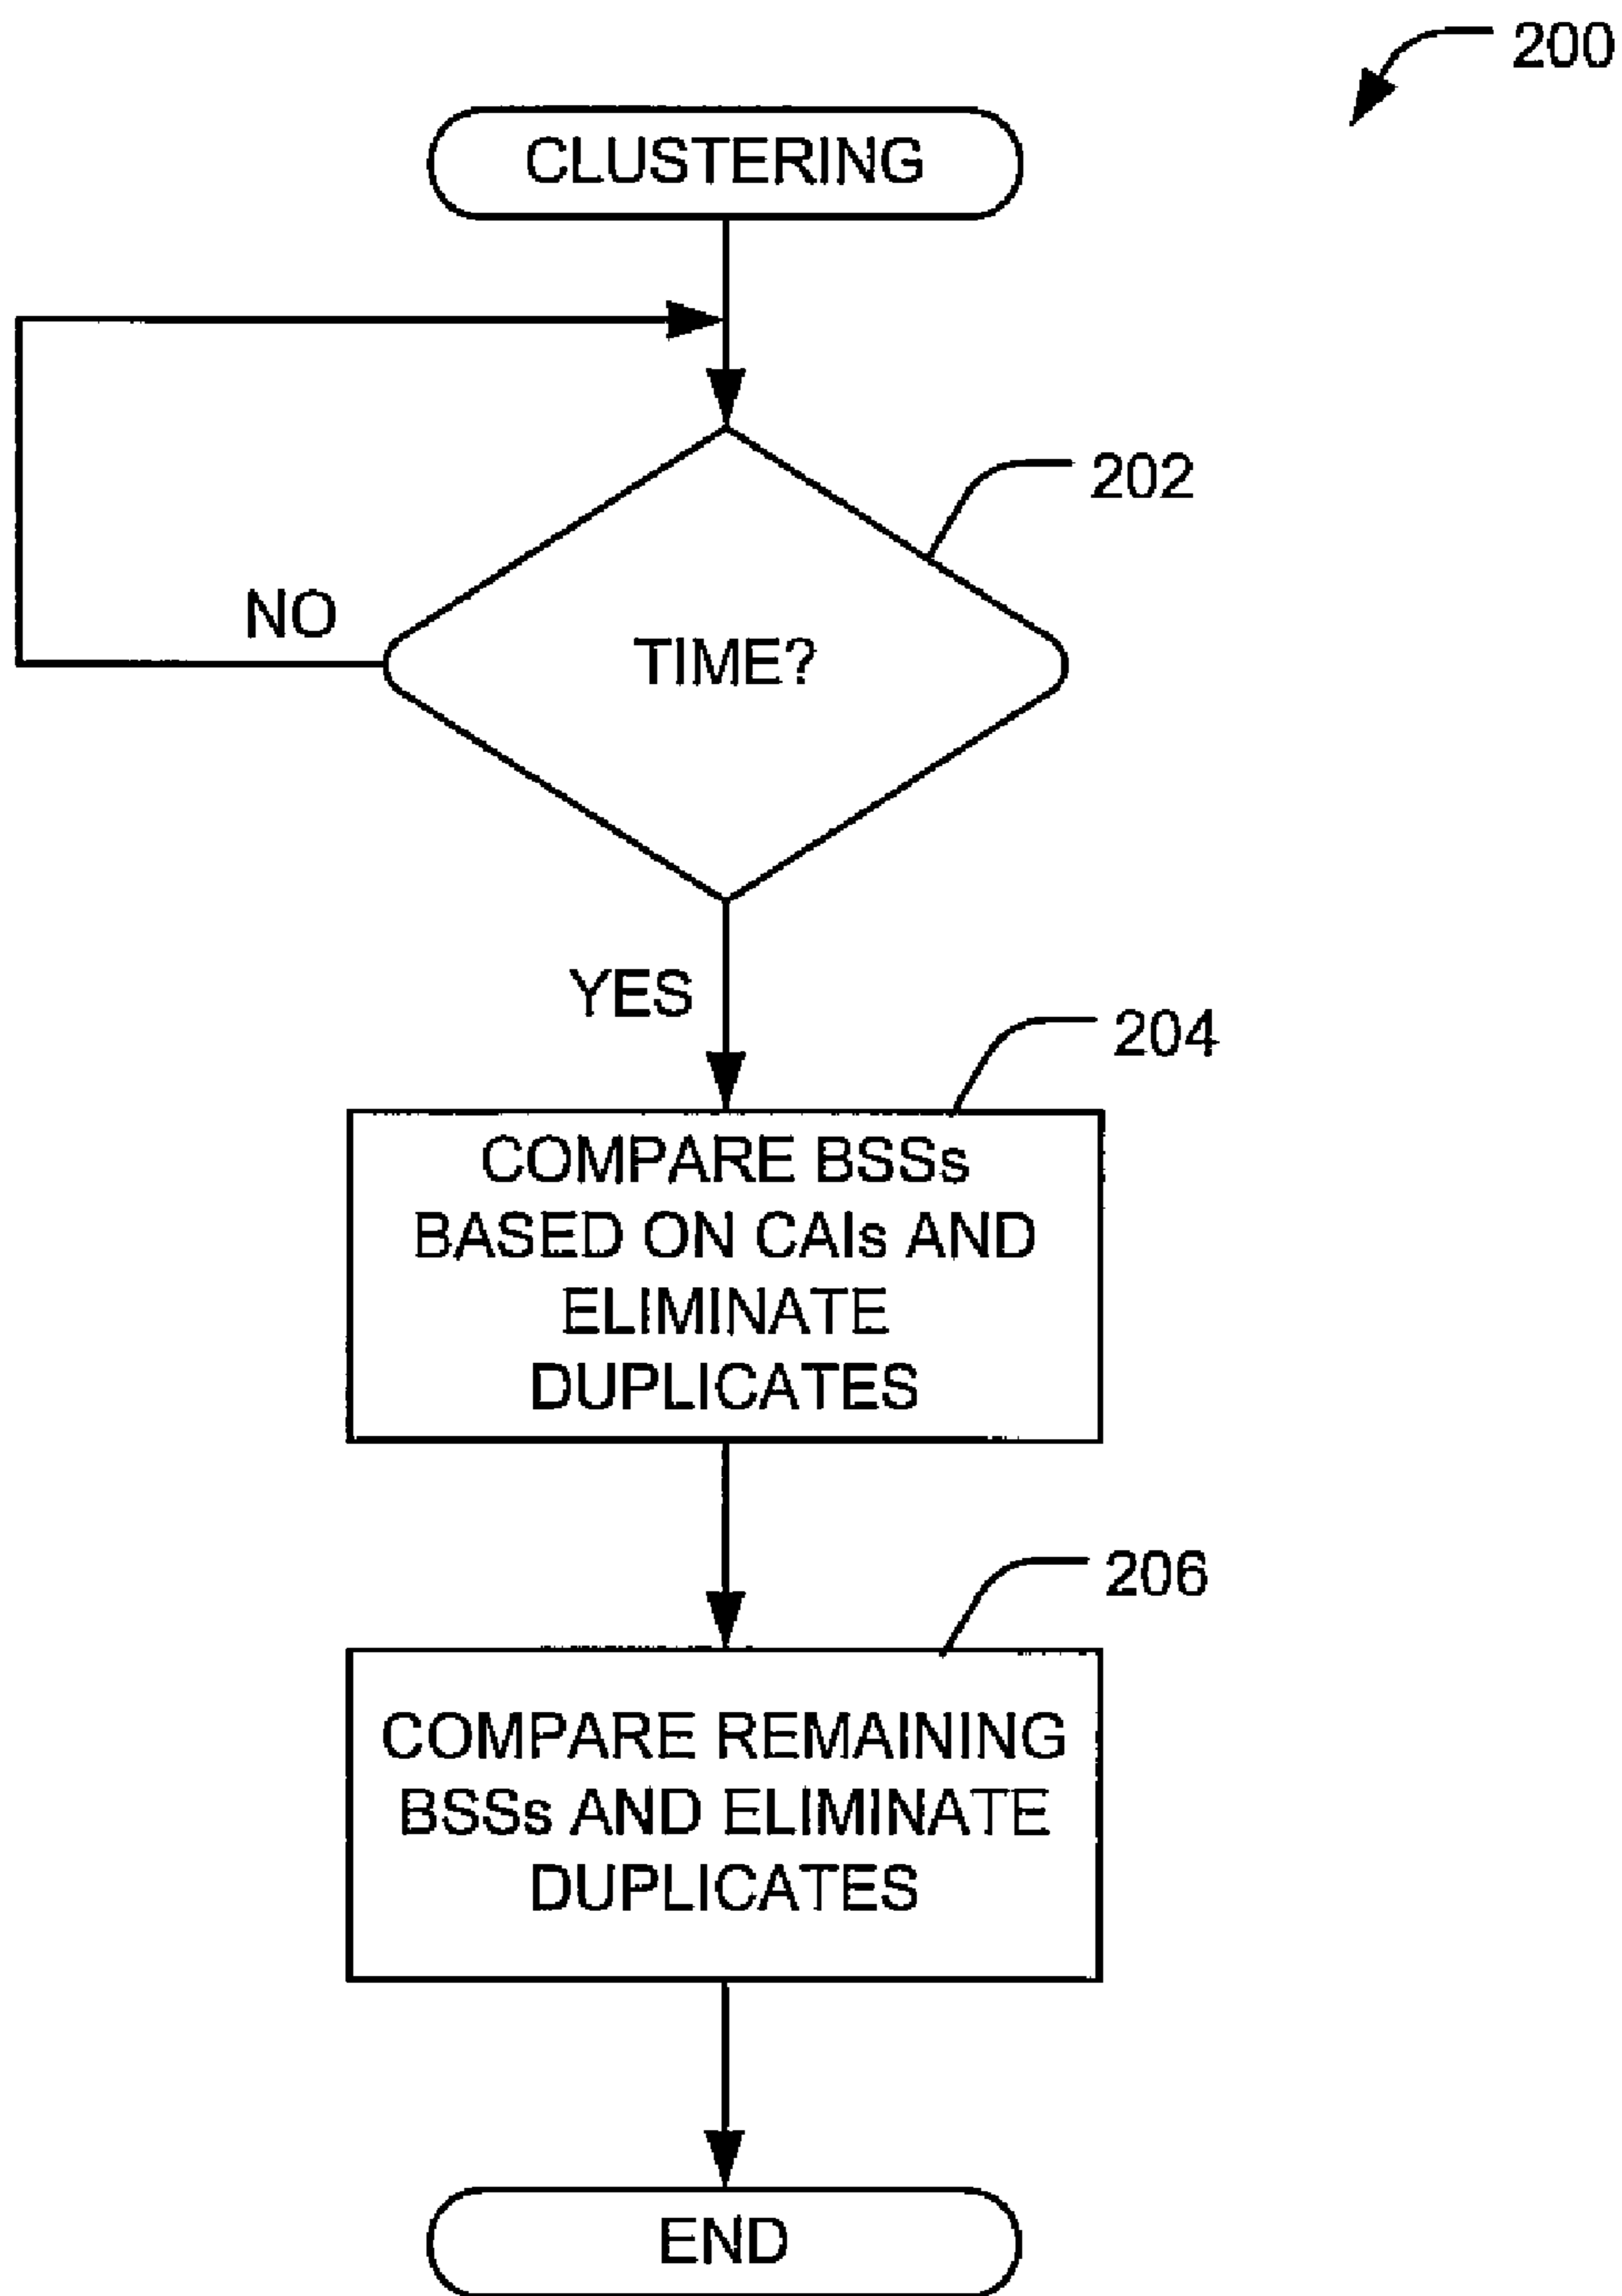 200
CLUSTERING
202
NO
TIME?
YES
204
COMPARE BSSs
BASED ON CAIs AND
ELIMINATE
DUPLICATES
206
COMPARE REMAINING
BSSs AND ELIMINATE
DUPLICATES
END